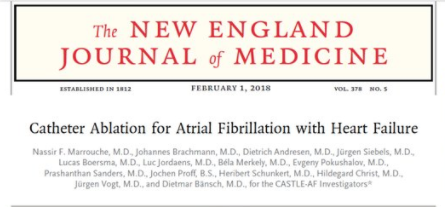 The NEW ENGLAND
JOURNAL of MEDICINE
ESTABLISHED IN 1812 FEBRUARY 1, 2018 VOL. 378 NO. 5
Catheter Ablation for Atrial Fibrillation with Heart Failure
Nassir F. Marrouche, M.D., Johannes Brachmann, M.D., Dietrich Andresen, M.D., Jürgen Siebels, M.D.,
Lucas Boersma, M.D., Luc Jordaens, M.D., Béla Merkely, M.D., Evgeny Pokushalov, M.D.,
Prashanthan Sanders, M.D., Jochen Proff, B.S., Heribert Schunkert, M.D., Hildegard Christ, M.D.,
Jürgen Vogt, M.D., and Dietmar Bänsch, M.D., for the CASTLE-AF Investigators*